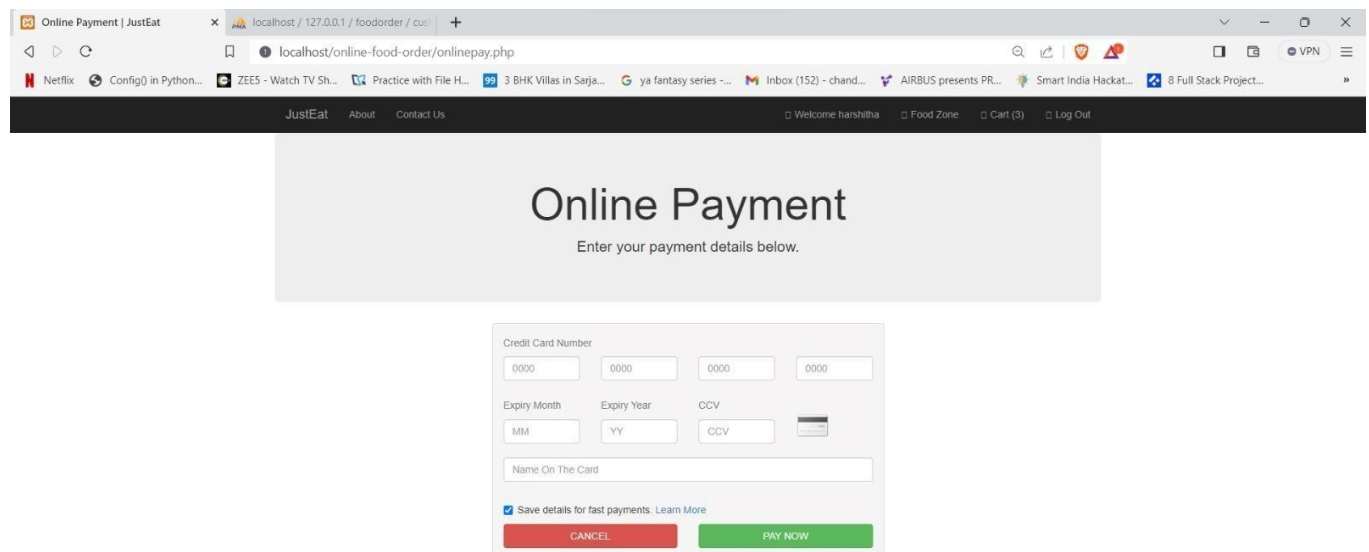 Online Payment | JustEat localhost / 127.0.0.1 / foodorder / cus
localhost/online-food-order/onlinepay.php VPN
Netflix Config() in Python... ZEE5 - Watch TV Sh... Practice with File H... 99 3 BHK Villas in Sarja... ya fantasy series -... Inbox (152) - chand... AIRBUS presents PR... Smart India Hackat... 8 Full Stack Project...
JustEat About Contact Us Welcome harshitha Food Zone Cart (3) Log Out
Online Payment
Enter your payment details below.
Credit Card Number
0000 0000 0000 0000
Expiry Month Expiry Year CCV
MM YY CCV
Name On The Card
Save details for fast payments. Learn More
CANCEL PAY NOW